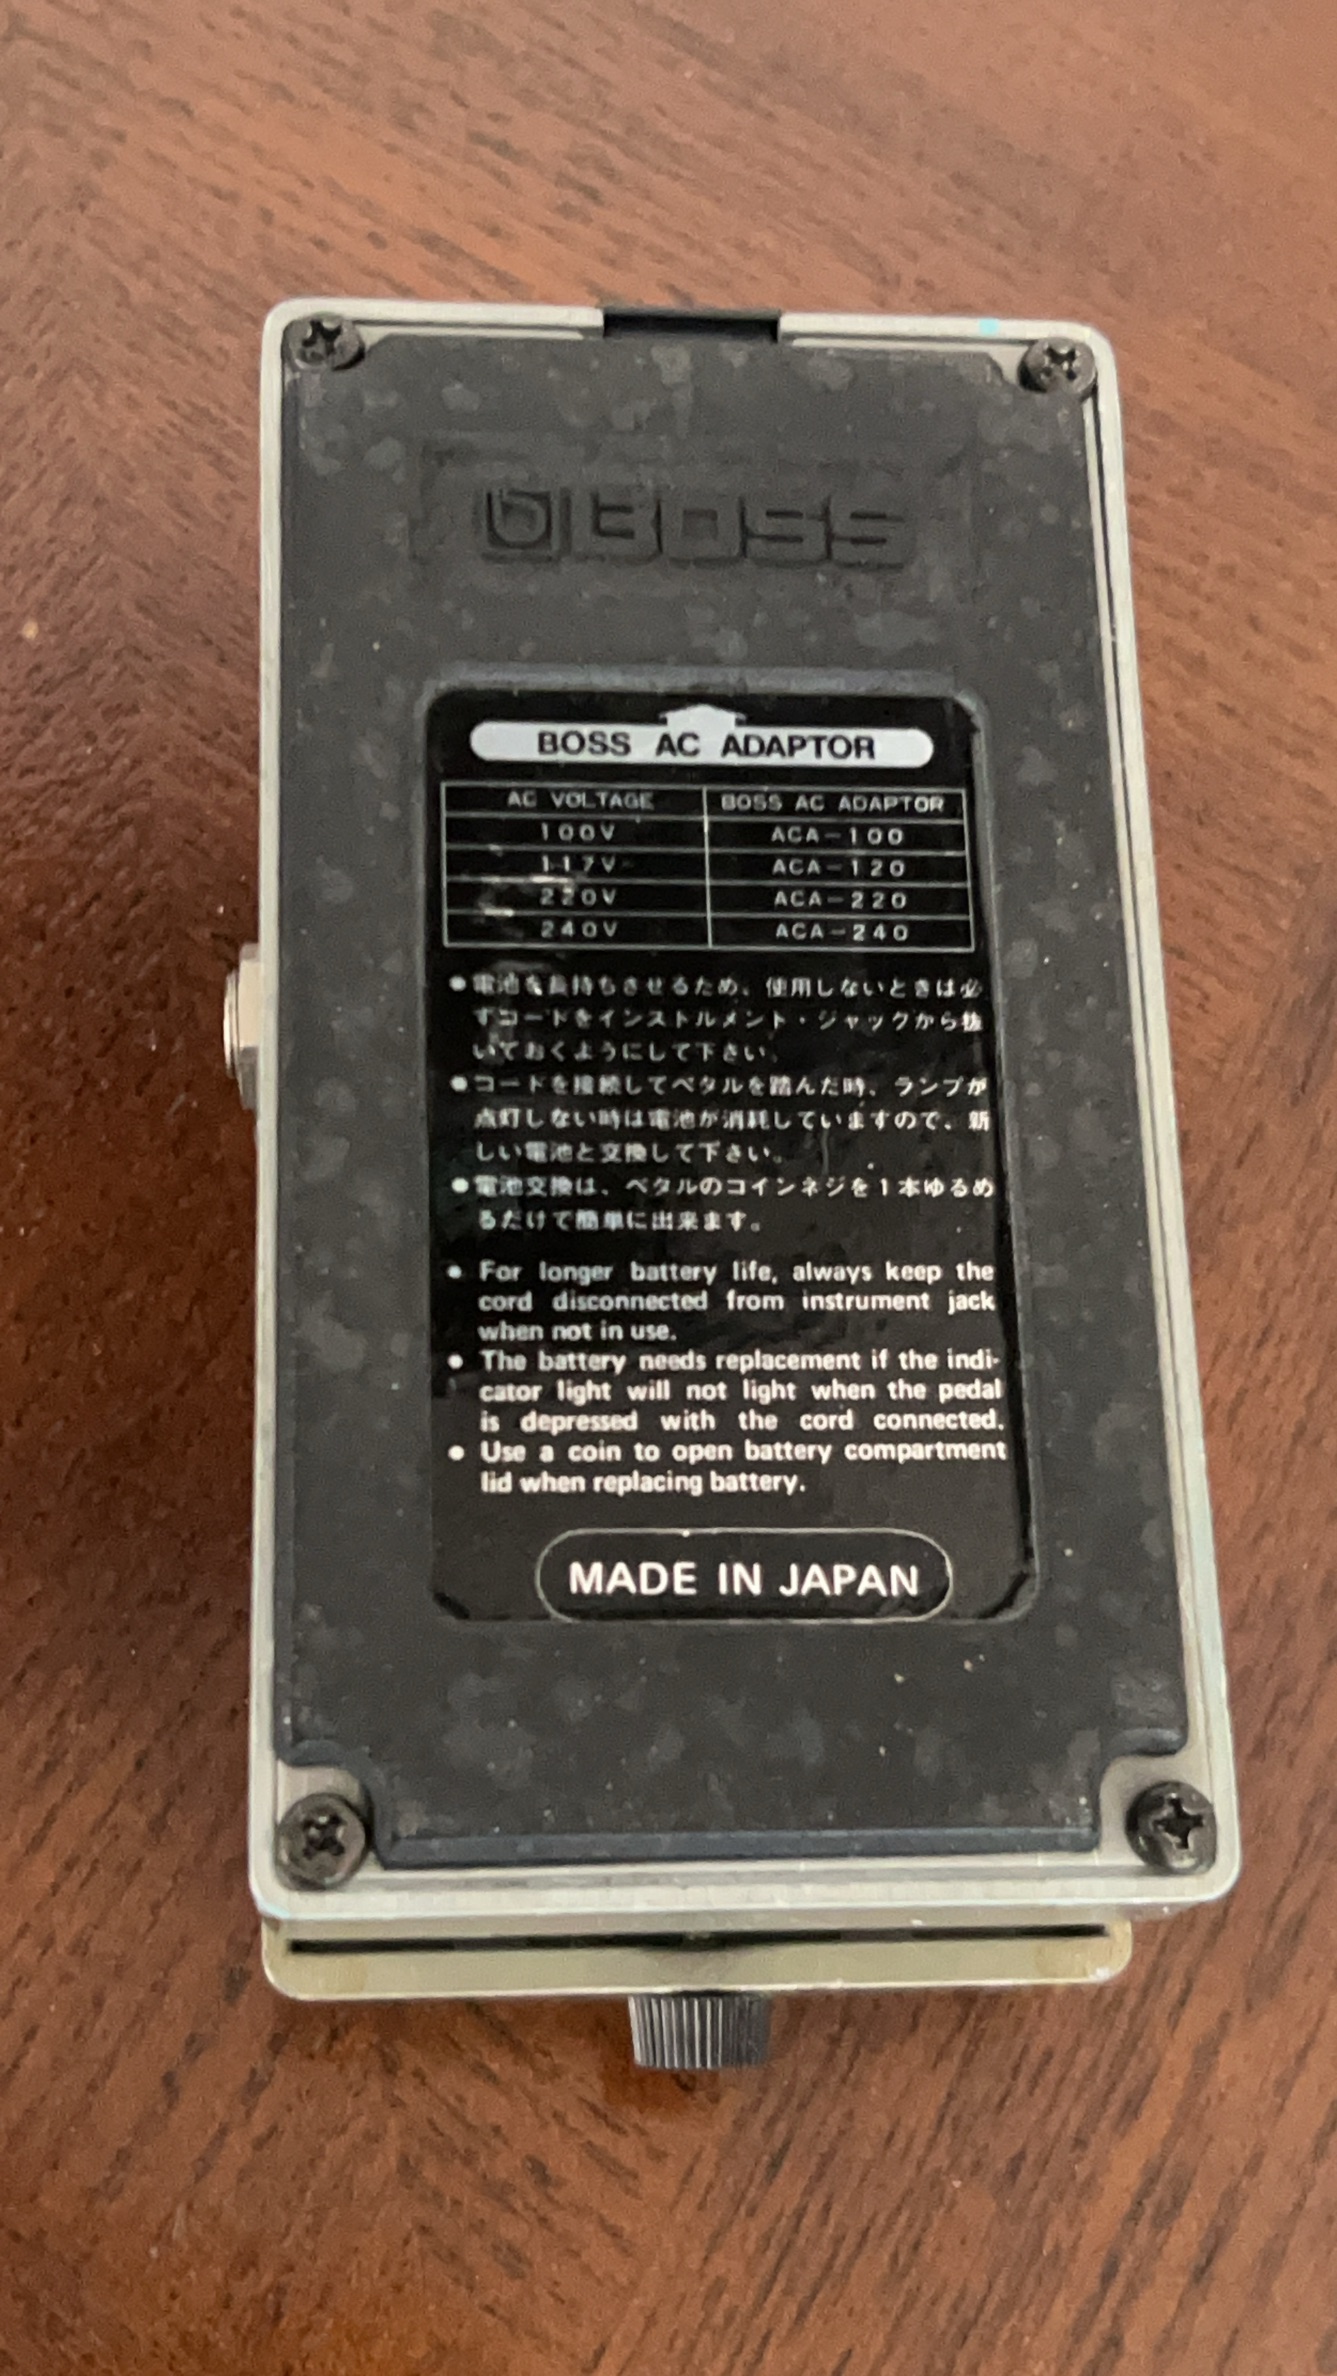 BOSS
BOSS AC ADAPTOR
AC VOLTAGE BOSS AC ADAPTOR
100V ACA-100
117V ACA-120
220V ACA-220
240V ACA-240
●電池を長持ちさせるため、使用しないときは必
ずコードをインストルメント・ジャックから抜
いておくようにして下さい。
●コードを接続してペダルを踏んだ時、ランプが
点灯しない時は電池が消耗していますので、新
しい電池と交換して下さい。
●電池交換は、ペダルのコインネジを1本ゆるめ
るだけで簡単に出来ます。
● For longer battery life, always keep the
cord disconnected from instrument jack
when not in use.
● The battery needs replacement if the indi-
cator light will not light when the pedal
is depressed with the cord connected.
● Use a coin to open battery compartment
lid when replacing battery.
MADE IN JAPAN